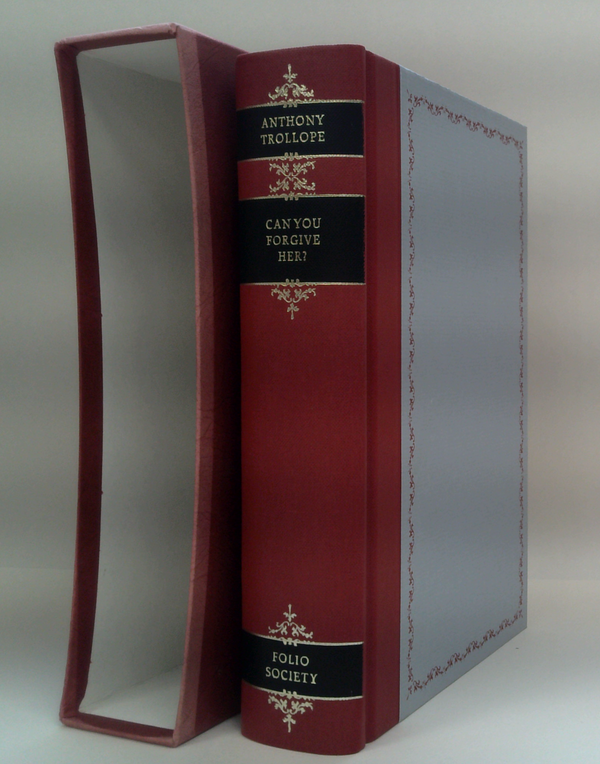 ANTHONY
TROLLOPE
CAN YOU
FORGIVE
HER?
FOLIO
SOCIETY